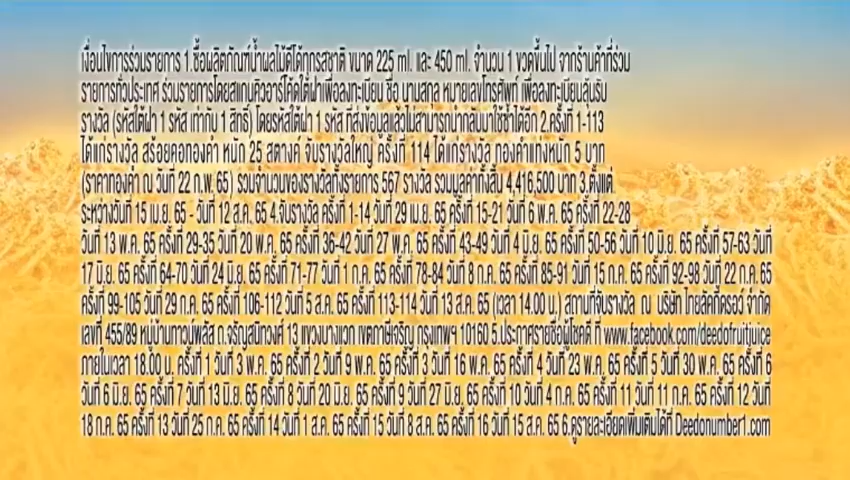 เงื่อนไขการร่วมรายการ 1.ซื้อผลิตภัณฑ์น้ำผลไม้ดีโด้ทุกรสชาติ ขนาด 225 ml. และ 450 ml. จำนวน 1 ขวดขึ้นไป จากร้านค้าที่ร่วม
รายการทั่วประเทศ ร่วมรายการโดยสแกนคิวอาร์โค้ดใต้ฝาเพื่อลงทะเบียน ชื่อ นามสกุล หมายเลขโทรศัพท์ เพื่อลงทะเบียนลุ้นรับ
รางวัล (รหัสใต้ฝา 1 รหัส เท่ากับ 1 สิทธิ์) โดยรหัสใต้ฝา 1 รหัส ที่ส่งข้อมูลแล้วไม่สามารถนำกลับมาใช้ซ้ำได้อีก 2.ครั้งที่ 1-113
ได้แก่รางวัล สร้อยคอทองคำ หนัก 25 สตางค์ จับรางวัลใหญ่ ครั้งที่ 114 ได้แก่รางวัล ทองคำแท่งหนัก 5 บาท
(ราคาทองคำ ณ วันที่ 22 ก.พ. 65) รวมจำนวนของรางวัลทั้งรายการ 567 รางวัล รวมมูลค่าทั้งสิ้น 4,416,500 บาท 3.ตั้งแต่
ระหว่างวันที่ 15 เม.ย. 65 - วันที่ 12 ส.ค. 65 4.จับรางวัล ครั้งที่ 1-14 วันที่ 29 เม.ย. 65 ครั้งที่ 15-21 วันที่ 6 พ.ค. 65 ครั้งที่ 22-28
วันที่ 13 พ.ค. 65 ครั้งที่ 29-35 วันที่ 20 พ.ค. 65 ครั้งที่ 36-42 วันที่ 27 พ.ค. 65 ครั้งที่ 43-49 วันที่ 4 มิ.ย. 65 ครั้งที่ 50-56 วันที่ 10 มิ.ย. 65 ครั้งที่ 57-63 วันที่
17 มิ.ย. 65 ครั้งที่ 64-70 วันที่ 24 มิ.ย. 65 ครั้งที่ 71-77 วันที่ 1 ก.ค. 65 ครั้งที่ 78-84 วันที่ 8 ก.ค. 65 ครั้งที่ 85-91 วันที่ 15 ก.ค. 65 ครั้งที่ 92-98 วันที่ 22 ก.ค. 65
ครั้งที่ 99-105 วันที่ 29 ก.ค. 65 ครั้งที่ 106-112 วันที่ 5 ส.ค. 65 ครั้งที่ 113-114 วันที่ 13 ส.ค. 65 (เวลา 14.00 น.) สถานที่จับรางวัล ณ บริษัท ไทยลัคกี้ดรอว์ จำกัด
เลขที่ 455/89 หมู่บ้านทาวน์พลัส ถ.จรัญสนิทวงศ์ 13 แขวงบางแวก เขตภาษีเจริญ กรุงเทพฯ 10160 5.ประกาศรายชื่อผู้โชคดี ที่ www.facebook.com/deedofruitjuice
ภายในเวลา 18.00 น. ครั้งที่ 1 วันที่ 3 พ.ค. 65 ครั้งที่ 2 วันที่ 9 พ.ค. 65 ครั้งที่ 3 วันที่ 16 พ.ค. 65 ครั้งที่ 4 วันที่ 23 พ.ค. 65 ครั้งที่ 5 วันที่ 30 พ.ค. 65 ครั้งที่ 6
วันที่ 6 มิ.ย. 65 ครั้งที่ 7 วันที่ 13 มิ.ย. 65 ครั้งที่ 8 วันที่ 20 มิ.ย. 65 ครั้งที่ 9 วันที่ 27 มิ.ย. 65 ครั้งที่ 10 วันที่ 4 ก.ค. 65 ครั้งที่ 11 วันที่ 11 ก.ค. 65 ครั้งที่ 12 วันที่
18 ก.ค. 65 ครั้งที่ 13 วันที่ 25 ก.ค. 65 ครั้งที่ 14 วันที่ 1 ส.ค. 65 ครั้งที่ 15 วันที่ 8 ส.ค. 65 ครั้งที่ 16 วันที่ 15 ส.ค. 65 6.ดูรายละเอียดเพิ่มเติมได้ที่ Deedonumber1.com